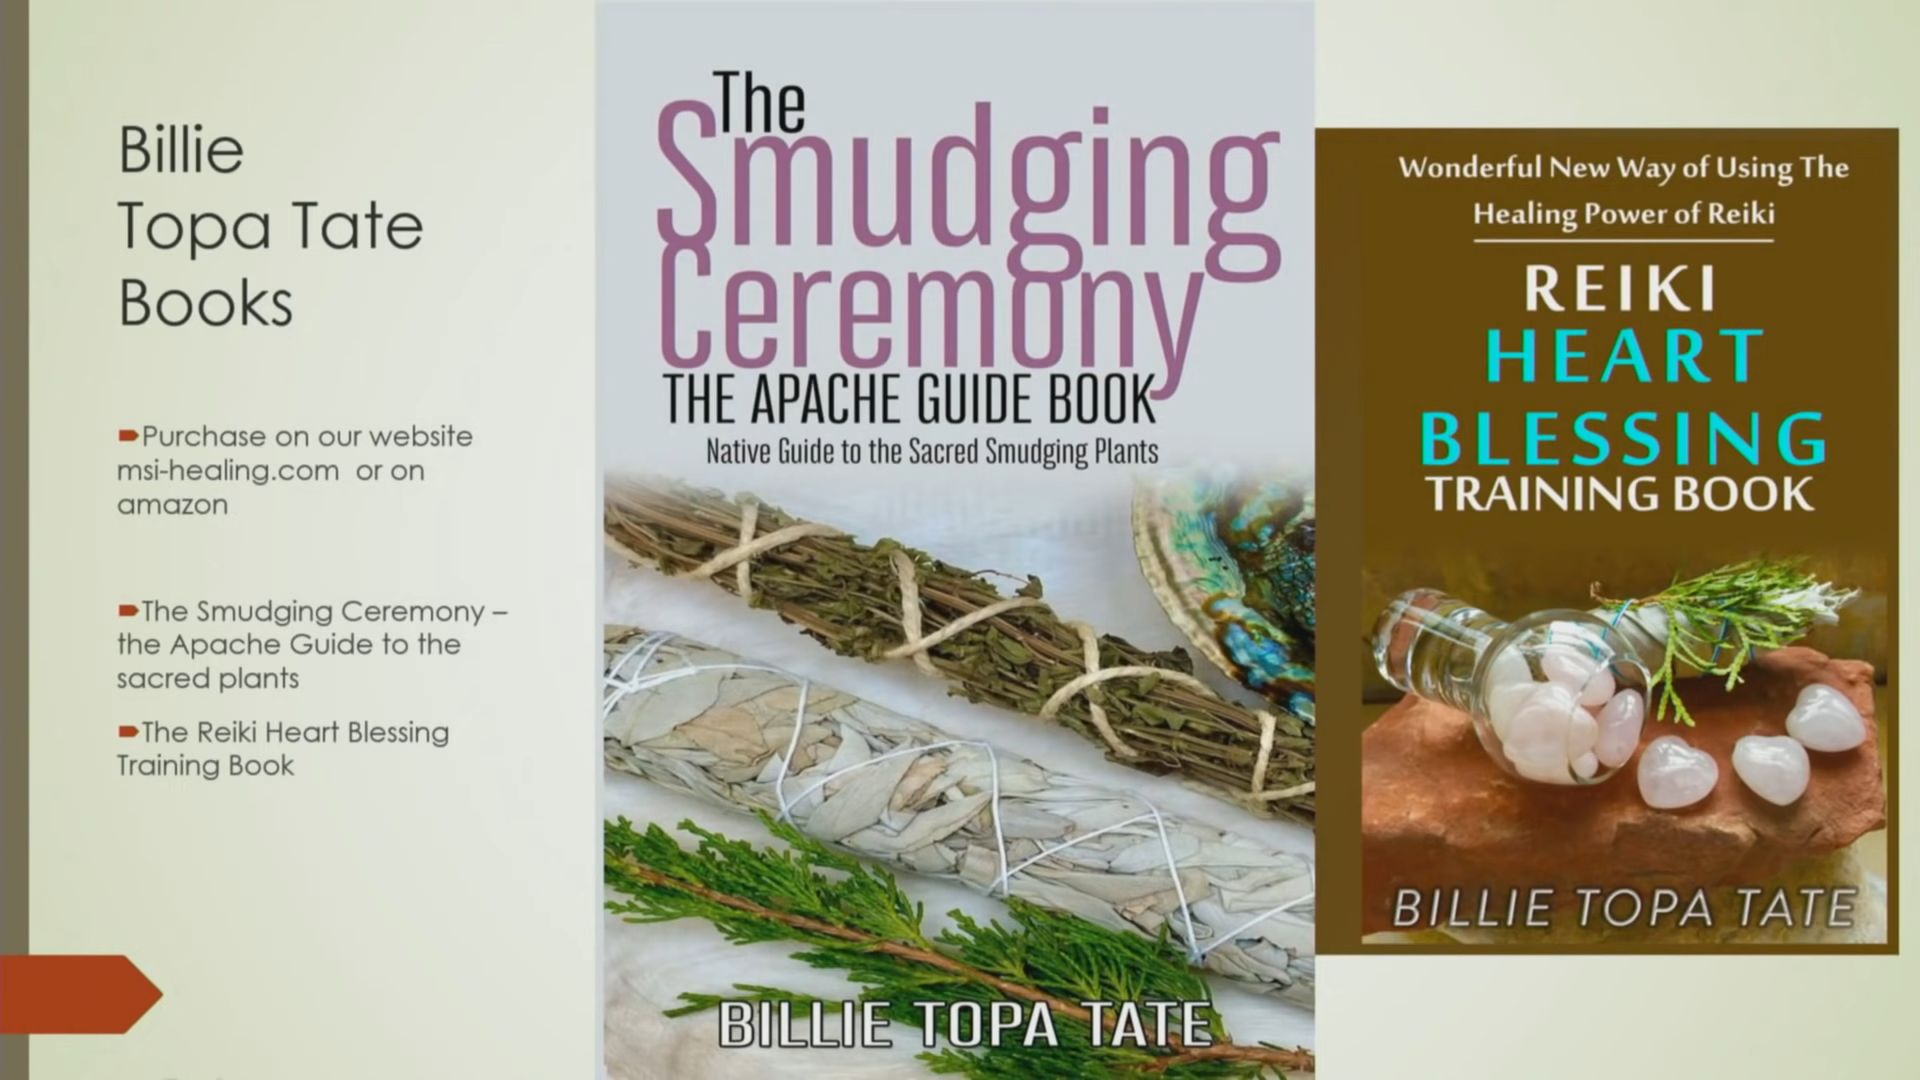 Billie
Topa Tate
Books
Purchase on our website
msi-healing.com or on
amazon
The Smudging Ceremony –
the Apache Guide to the
sacred plants
The Reiki Heart Blessing
Training Book
The
Smudging
Ceremony
THE APACHE GUIDE BOOK
Native Guide to the Sacred Smudging Plants
BILLIE TOPA TATE
Wonderful New Way of Using The
Healing Power of Reiki
REIKI
HEART
BLESSING
TRAINING BOOK
BILLIE TOPA TATE